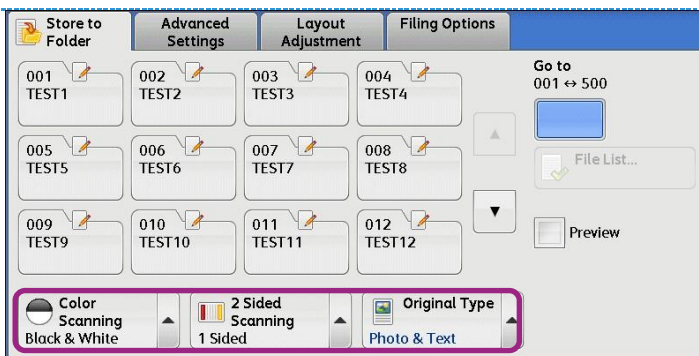 Store to
Folder
Advanced
Settings
Layout
Adjustment
Filing Options
001
TEST1
002
TEST2
003
TEST3
004
TEST4
Go to
001 ↔ 500
005
TEST5
006
TEST6
007
TEST7
008
TEST8
File List...
009
TEST9
010
TEST10
011
TEST11
012
TEST12
Preview
Color
Scanning
Black & White
2 Sided
Scanning
1 Sided
Original Type
Photo & Text